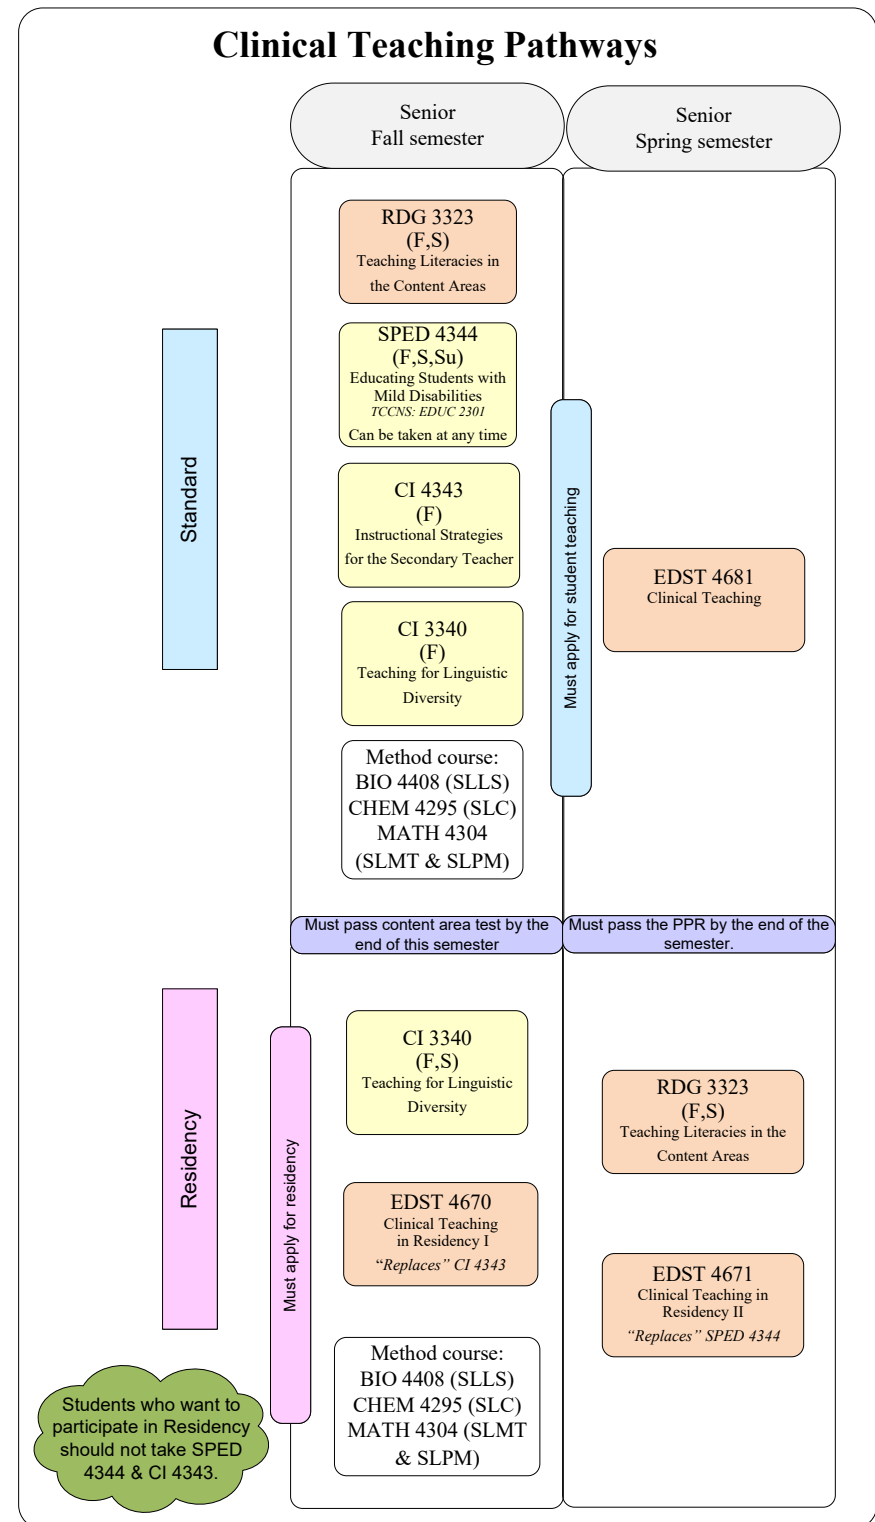 Clinical Teaching Pathways
Senior
Fall semester
Senior
Spring semester
Standard
RDG 3323
(F,S)
Teaching Literacies in
the Content Areas
SPED 4344
(F,S,Su)
Educating Students with
Mild Disabilities
TCCNS: EDUC 2301
Can be taken at any time
CI 4343
(F)
Instructional Strategies
for the Secondary Teacher
CI 3340
(F)
Teaching for Linguistic
Diversity
Method course:
BIO 4408 (SLLS)
CHEM 4295 (SLC)
MATH 4304
(SLMT & SLPM)
Must apply for student teaching
EDST 4681
Clinical Teaching
Must pass content area test by the
end of this semester
Must pass the PPR by the end of the
semester.
Residency
Must apply for residency
CI 3340
(F,S)
Teaching for Linguistic
Diversity
EDST 4670
Clinical Teaching
in Residency I
“Replaces” CI 4343
Method course:
BIO 4408 (SLLS)
CHEM 4295 (SLC)
MATH 4304 (SLMT
& SLPM)
RDG 3323
(F,S)
Teaching Literacies in the
Content Areas
EDST 4671
Clinical Teaching in
Residency II
“Replaces” SPED 4344
Students who want to
participate in Residency
should not take SPED
4344 & CI 4343.